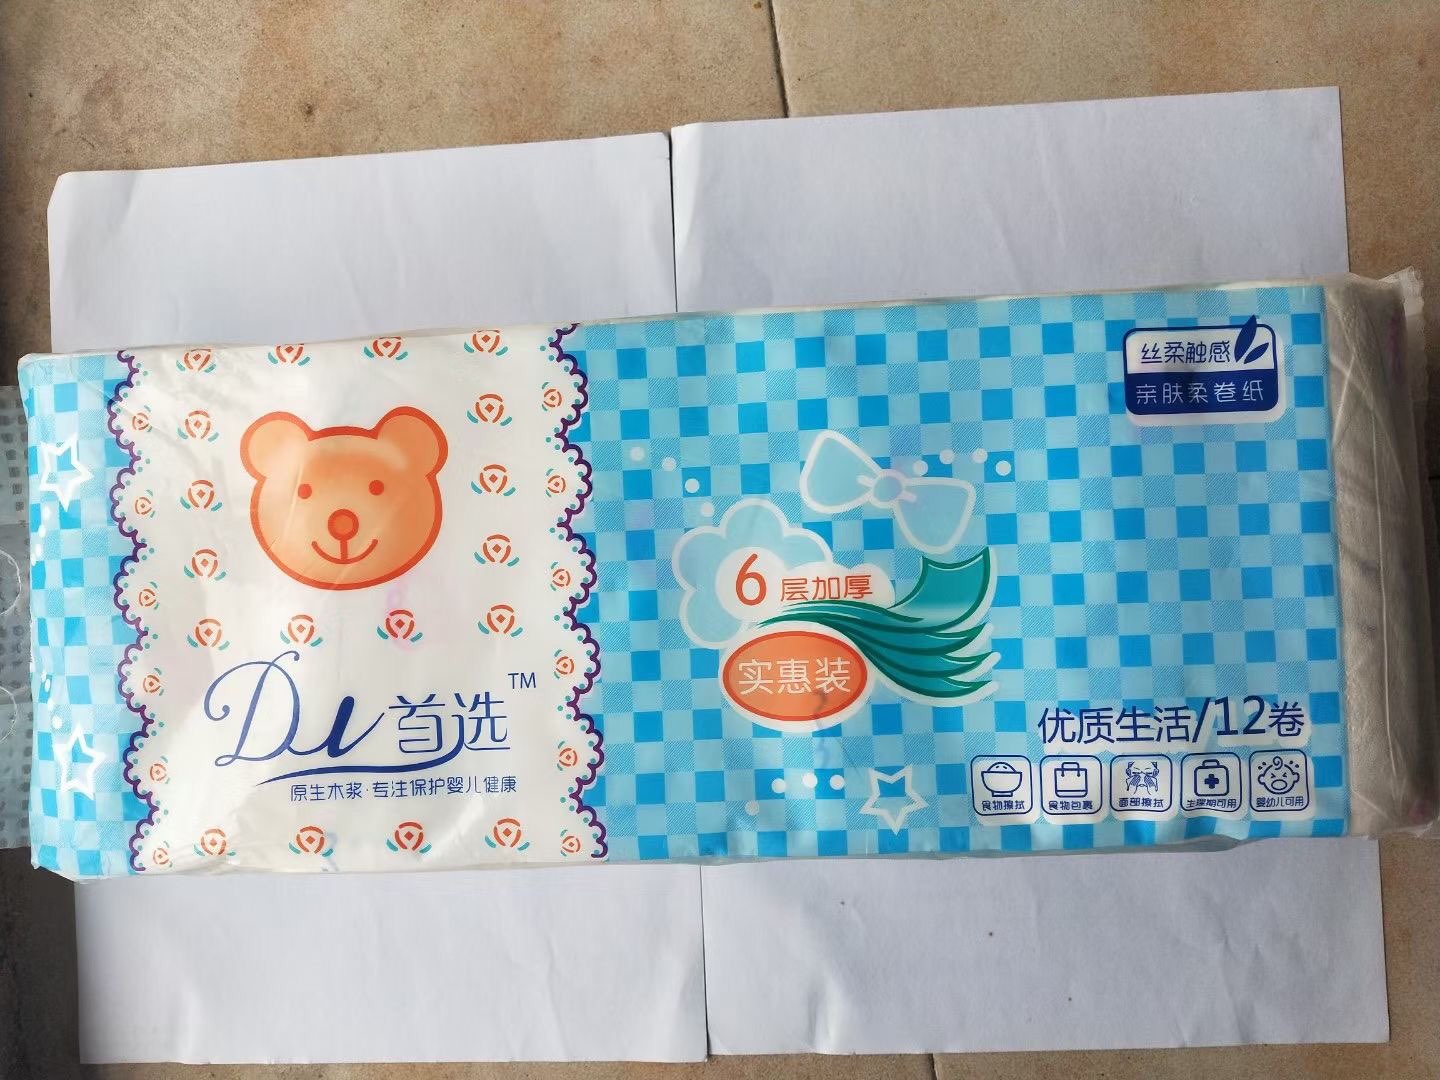 丝柔触感
亲肤柔卷纸
6层加厚
实惠装
Du首选™
原生木浆·专注保护婴儿健康
优质生活/12卷
食物擦拭
食物包裹
面部擦拭
生理期可用
婴幼儿可用